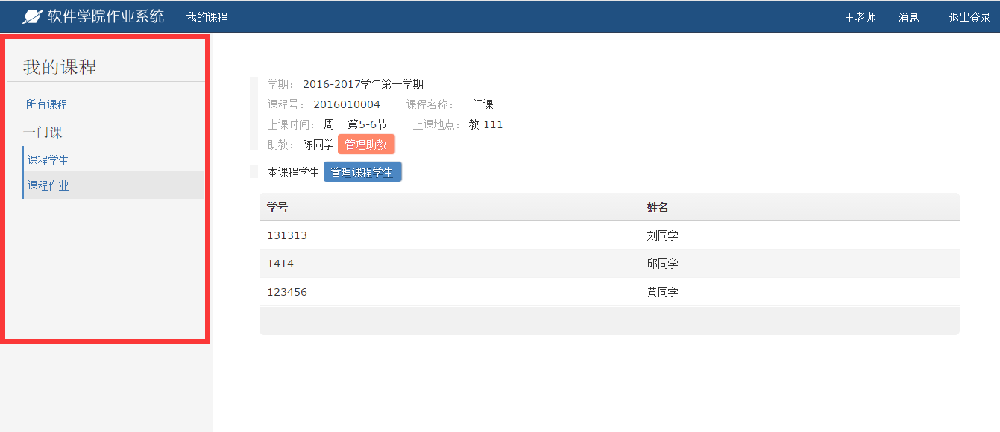 软件学院作业系统 我的课程 王老师 消息 退出登录
我的课程
所有课程
一门课
课程学生
课程作业
学期： 2016-2017学年第一学期
课程号： 2016010004 课程名称： 一门课
上课时间： 周一 第5-6节 上课地点： 教 111
助教： 陈同学 管理助教
本课程学生 管理课程学生
学号 姓名
131313 刘同学
1414 邱同学
123456 黄同学